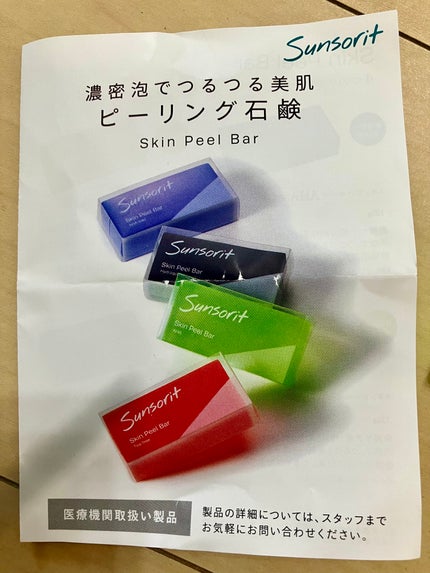 Sunsorit
濃密泡でつるつる美肌
ピーリング石鹸
Skin Peel Bar
Sunsorit
Skin Peel Bar
Sunsorit
Skin Peel Bar
Sunsorit
Skin Peel Bar
Sunsorit
Skin Peel Bar
医療機関取扱い製品
製品の詳細については、スタッフまで
お気軽にお問い合わせください。